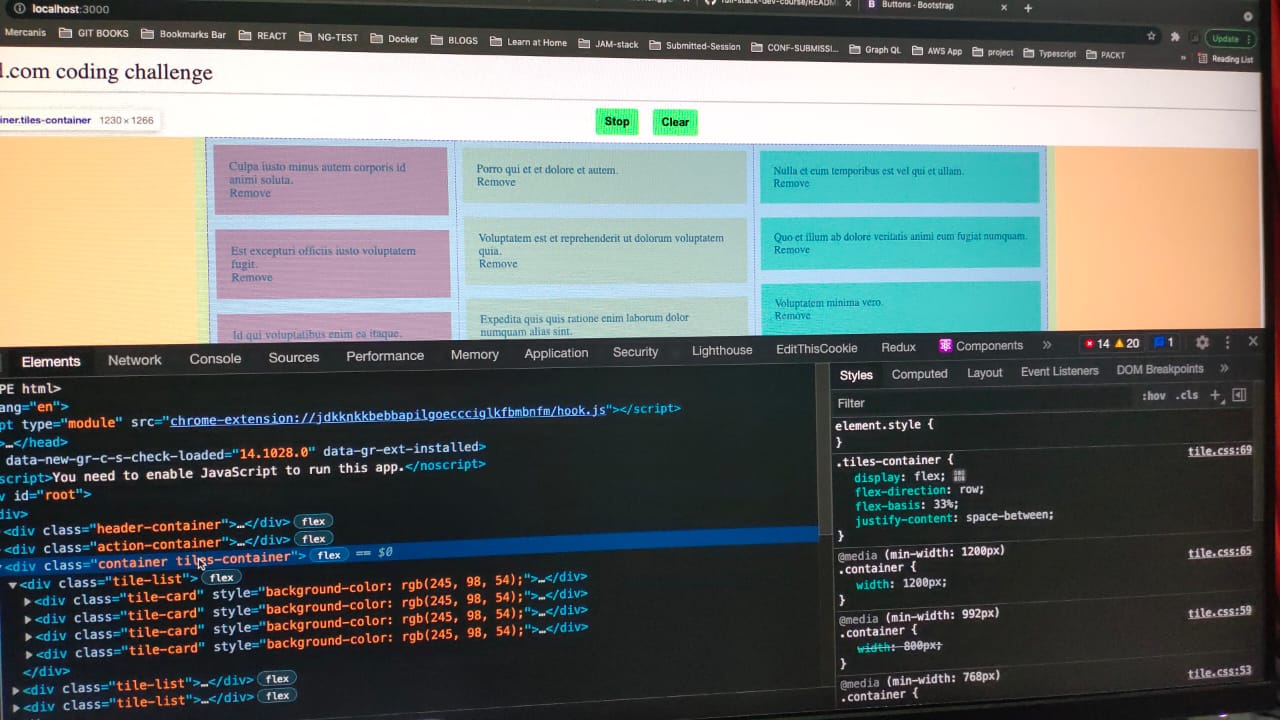 localhost:3000
full-stack-dev-course/READM
Buttons - Bootstrap
Mercanis
GIT BOOKS
Bookmarks Bar
REACT
NG-TEST
Docker
BLOGS
Learn at Home
JAM-stack
Submitted-Session
CONF-SUBMISSI...
Graph QL
AWS App
project
Typescript
PACKT
»
Reading List
Update
.com coding challenge
iner.tiles-container 1230 × 1266
Stop
Clear
Culpa iusto minus autem corporis id
animi soluta.
Remove
Est excepturi officiis iusto voluptatem
fugit.
Remove
Id qui voluptatibus enim ea itaque.
Porro qui et et dolore et autem.
Remove
Voluptatem est et reprehenderit ut dolorum voluptatem
quia.
Remove
Expedita quis quis ratione enim laborum dolor
numquam alias sint.
Nulla et eum temporibus est vel qui et ullam.
Remove
Quo et illum ab dolore veritatis animi eum fugiat numquam.
Remove
Voluptatem minima vero.
Remove
Elements Network Console Sources Performance Memory Application Security Lighthouse EditThisCookie Redux Components » 14 20 1
PE html>
ang="en">
pt type="module" src="chrome-extension://jdkknkkbebbapilgoeccciglkfbmbnfm/hook.js"></script>
>…</head>
data-new-gr-c-s-check-loaded="14.1028.0" data-gr-ext-installed>
script>You need to enable JavaScript to run this app.</noscript>
v id="root">
div>
<div class="header-container">…</div> flex
<div class="action-container">…</div> flex
<div class="container tiles-container"> flex == $0
▼<div class="tile-list"> flex
▶<div class="tile-card" style="background-color: rgb(245, 98, 54);">…</div>
▶<div class="tile-card" style="background-color: rgb(245, 98, 54);">…</div>
▶<div class="tile-card" style="background-color: rgb(245, 98, 54);">…</div>
▶<div class="tile-card" style="background-color: rgb(245, 98, 54);">…</div>
</div>
▶<div class="tile-list">…</div> flex
▶<div class="tile-list">…</div> flex
Styles Computed Layout Event Listeners DOM Breakpoints »
Filter :hov .cls +
element.style {
}
.tiles-container { tile.css:69
display: flex;
flex-direction: row;
flex-basis: 33%;
justify-content: space-between;
}
@media (min-width: 1200px)
.container { tile.css:65
width: 1200px;
}
@media (min-width: 992px)
.container { tile.css:59
width: 800px;
}
@media (min-width: 768px)
.container { tile.css:53